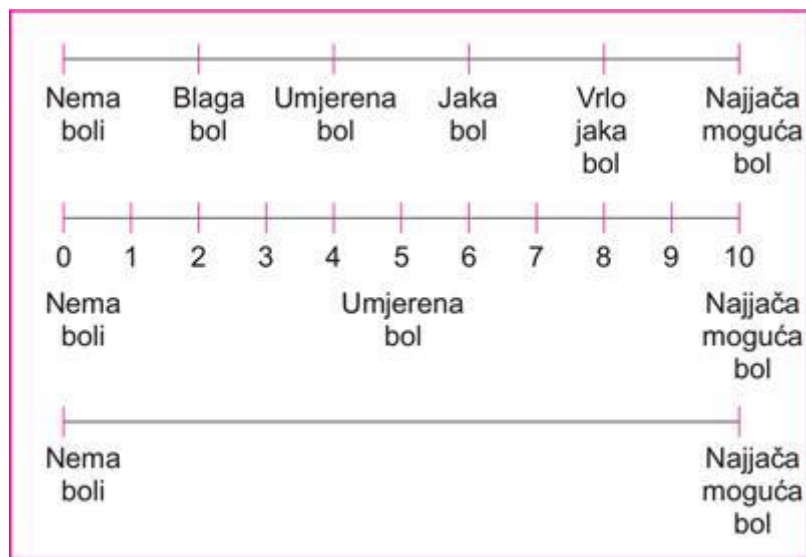 Nema Blaga Umjerena Jaka Vrlo Najjača
boli bol bol bol jaka moguća
bol bol
0 1 2 3 4 5 6 7 8 9 10
Nema Umjerena Najjača
boli bol moguća
bol
Nema Najjača
boli moguća
bol